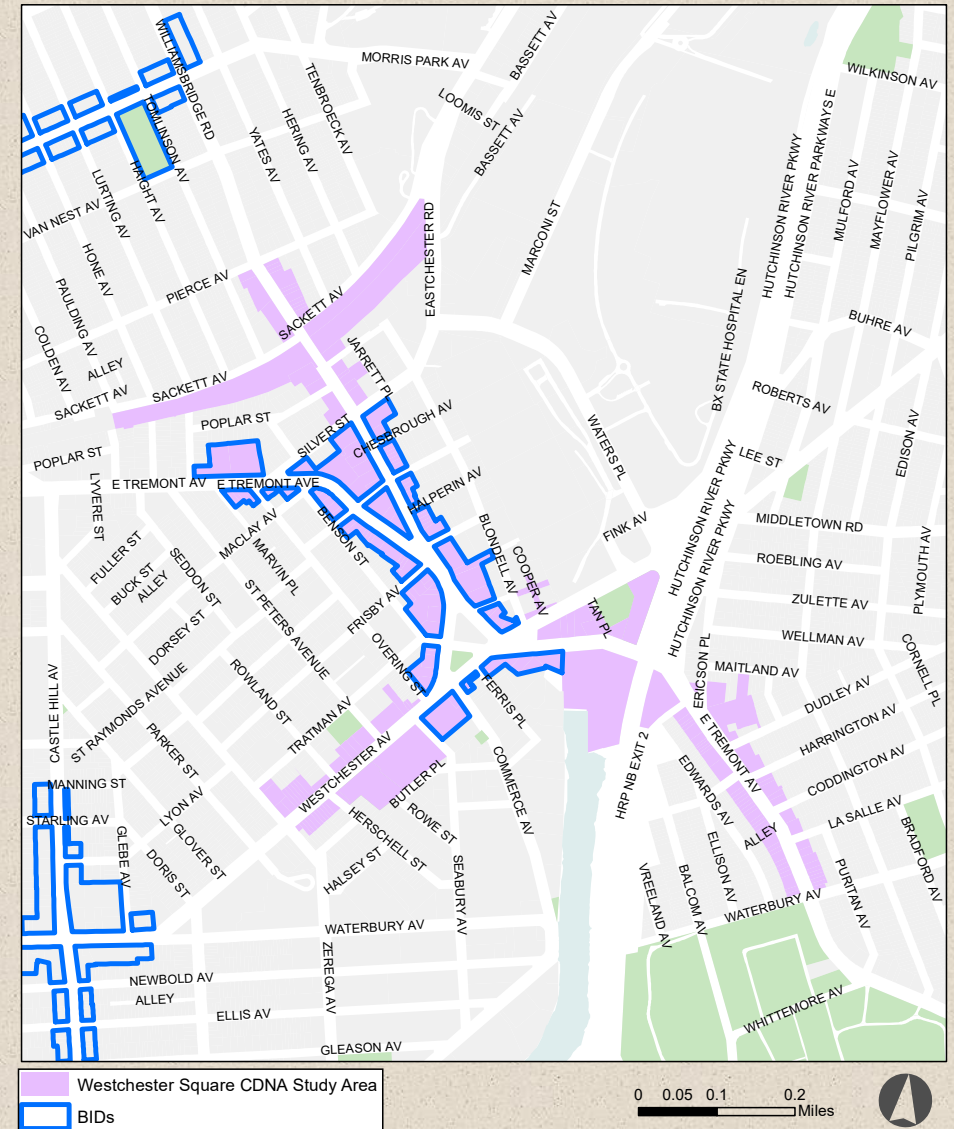 WILLIAMSBRIDGE RD
MORRIS PARK AV
BASSETT AV
WILKINSON AV
TENBROECK AV
LOOMIS ST
BASSETT AV
HERING AV
YATES AV
TOMLINSON AV
HAIGHT AV
LURTING AV
VAN NEST AV
HUTCHINSON RIVER PKWY
HUTCHINSON RIVER PARKWAYS E
MULFORD AV
MAYFLOWER AV
PILGRIM AV
EASTCHESTER RD
MARCONI ST
HONE AV
PIERCE AV
PAULDING AV
SACKETT AV
BX STATE HOSPITAL EN
BUHRE AV
COLDEN AV
ALLEY
SACKETT AV
SACKETT AV
JARRETT PL
ROBERTS AV
POPLAR ST
SILVER ST
CHESBROUGH AV
WATERS PL
EDISON AV
POPLAR ST
LEE ST
LYVERE ST
E TREMONT AV
E TREMONT AVE
HALPERIN AV
HUTCHINSON RIVER PKWY
HUTCHINSON RIVER PKWY
FINK AV
MIDDLETOWN RD
BENSON ST
MACLAY AV
MARVIN PL
BLONDELL AV
COOPER AV
ROEBLING AV
PLYMOUTH AV
FULLER ST
BUCK ST
ALLEY
SEDDON ST
ST PETERS AVENUE
FRISBY AV
TAN PL
ZULETTE AV
DORSEY ST
OVERING ST
WELLMAN AV
CORNELL PL
ERICSON PL
MAITLAND AV
CASTLE HILL AV
ST RAYMONDS AVENUE
ROWLAND ST
FERRIS PL
DUDLEY AV
TRATMAN AV
E TREMONT AV
HARRINGTON AV
PARKER ST
WESTCHESTER AV
HRP NB EXIT 2
CODDINGTON AV
MANNING ST
BUTLER PL
COMMERCE AV
EDWARDS AV
STARLING AV
LYON AV
GLOVER ST
HERSCHELL ST
ROWE ST
LA SALLE AV
BRADFORD AV
GLEBE AV
DORIS ST
HALSEY ST
SEABURY AV
VREELAND AV
BALCOM AV
ELLISON AV
ALLEY
PURITAN AV
WATERBURY AV
WATERBURY AV
ZEREGA AV
NEWBOLD AV
ALLEY
ELLIS AV
WHITTEMORE AV
GLEASON AV
Westchester Square CDNA Study Area
BIDs
0 0.05 0.1 0.2
Miles